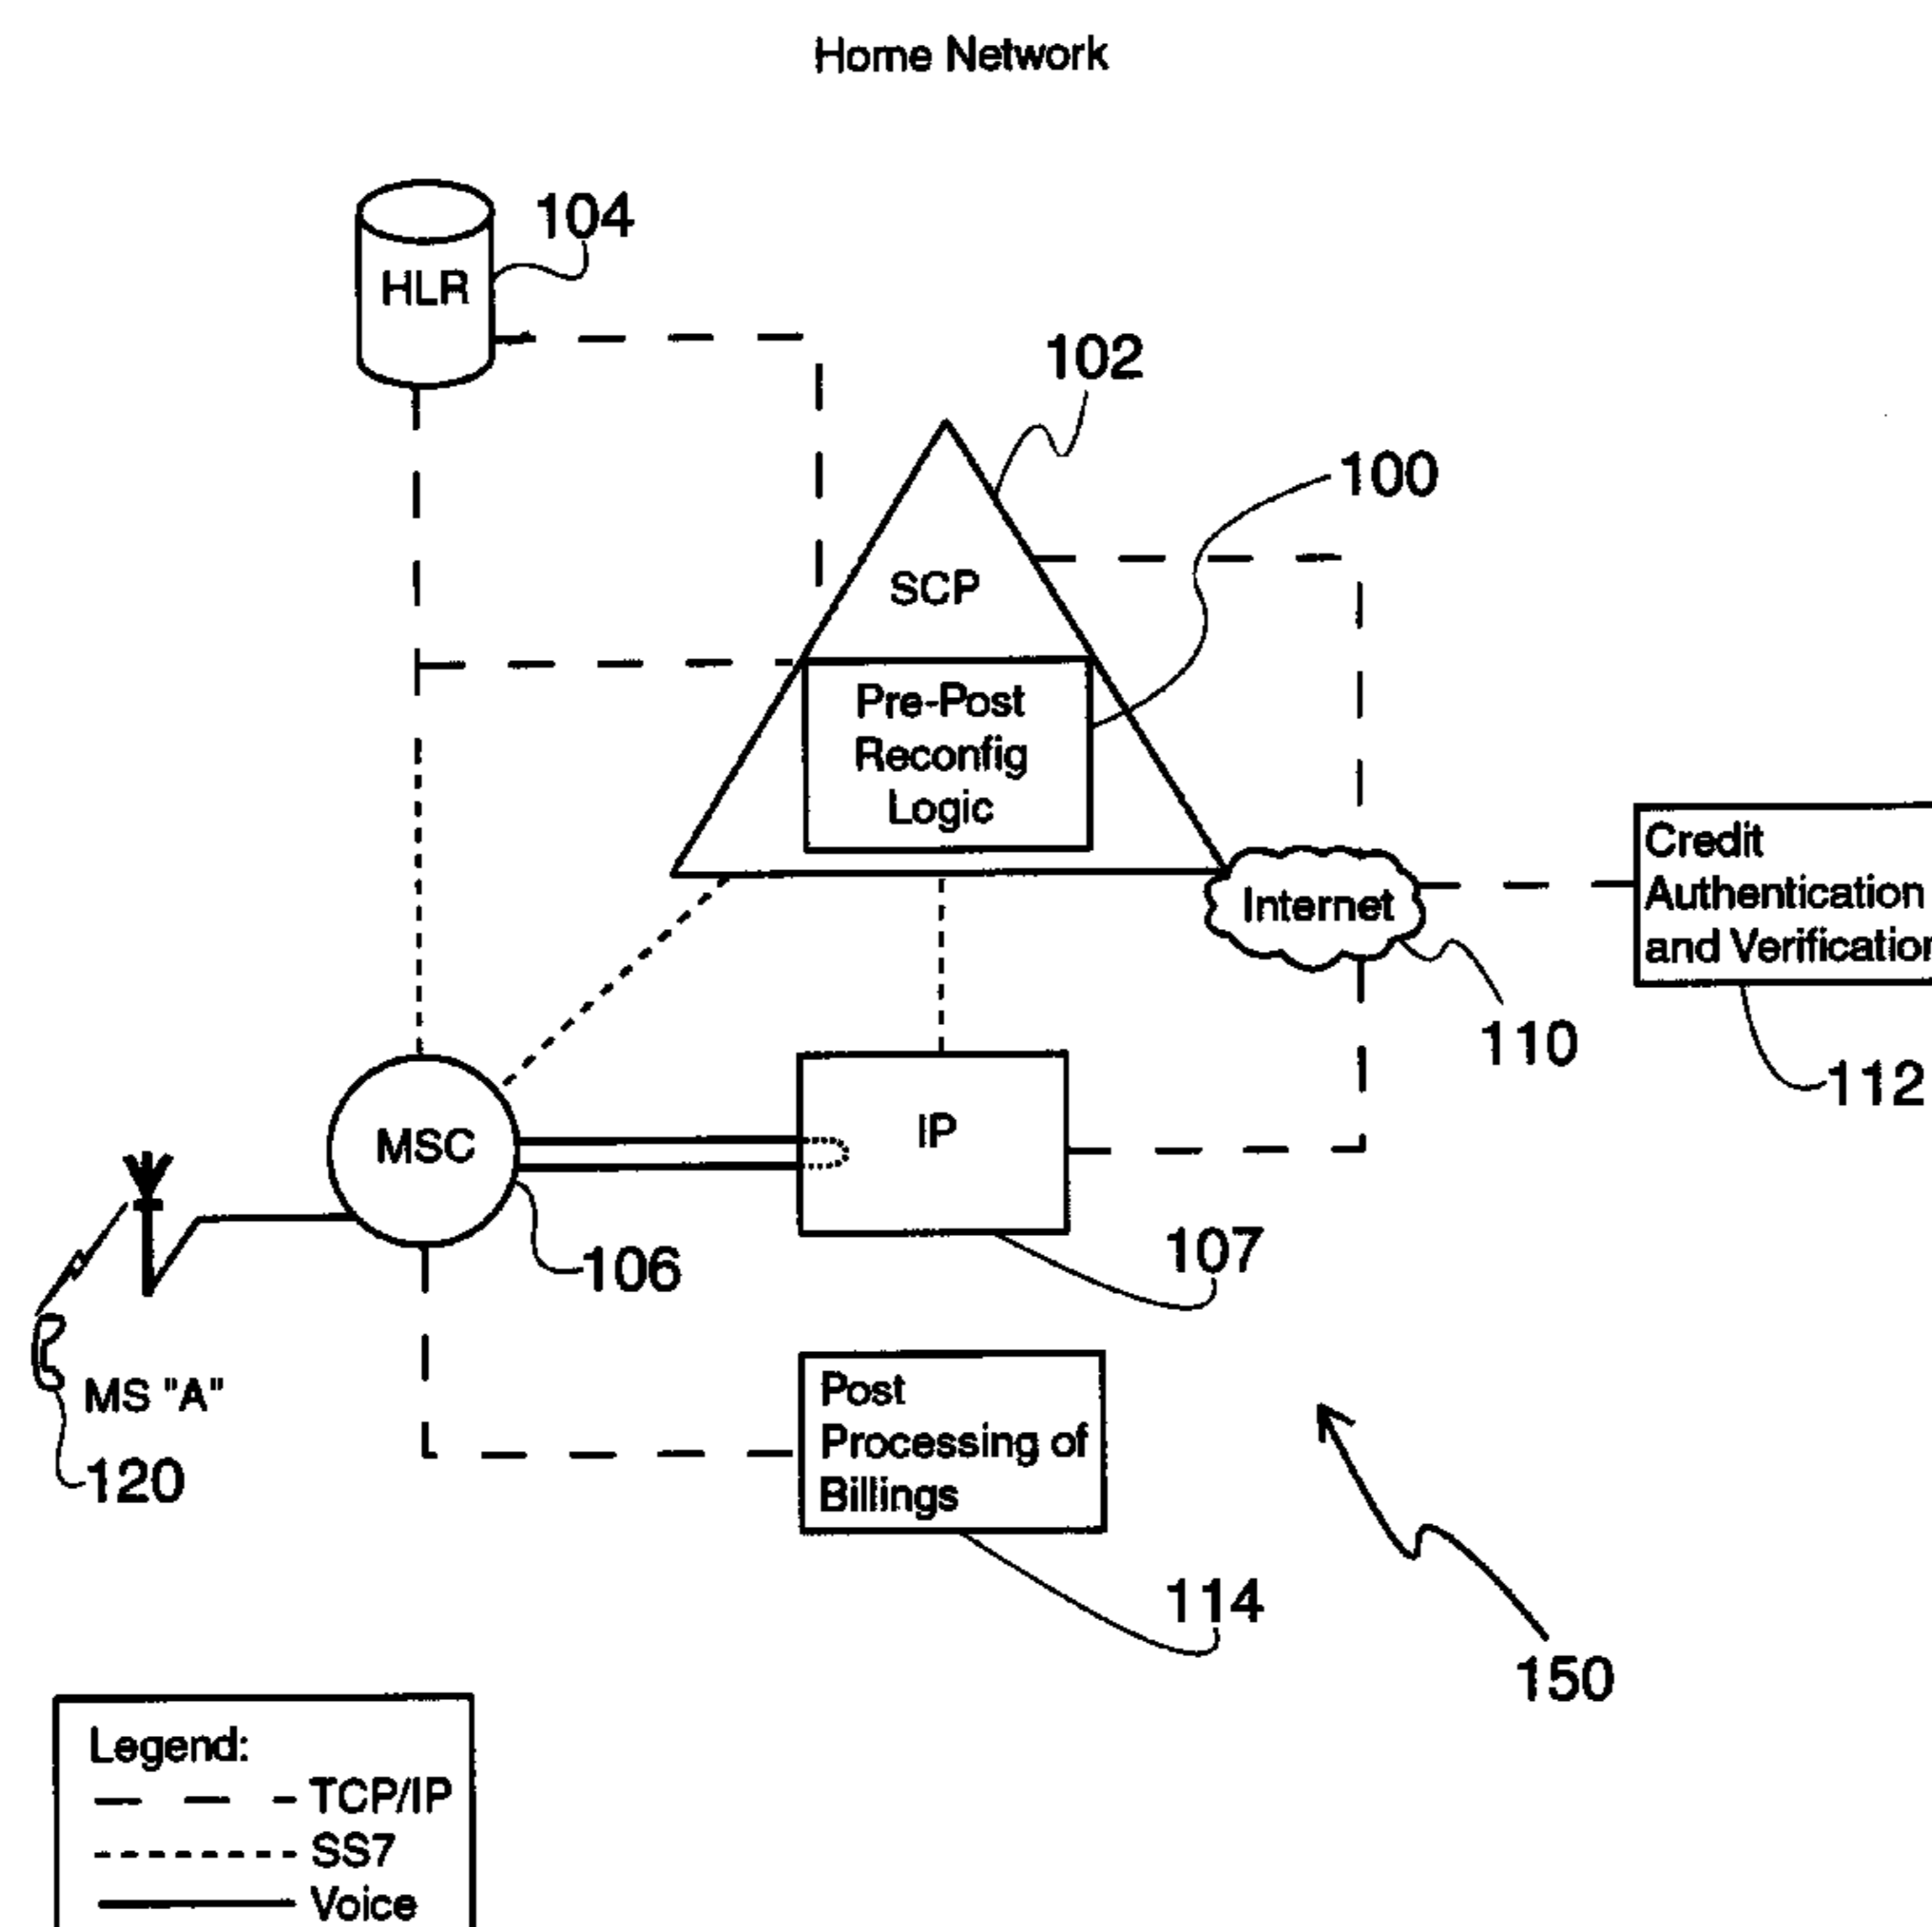 Home Network
104
HLR
102
100
SCP
Pre-Post
Reconfig
Logic
Credit
Authentication
and Verification
Internet
110
112
MSC
IP
106
107
MS "A"
120
Post
Processing of
Billings
114
150
Legend:
TCP/IP
SS7
Voice